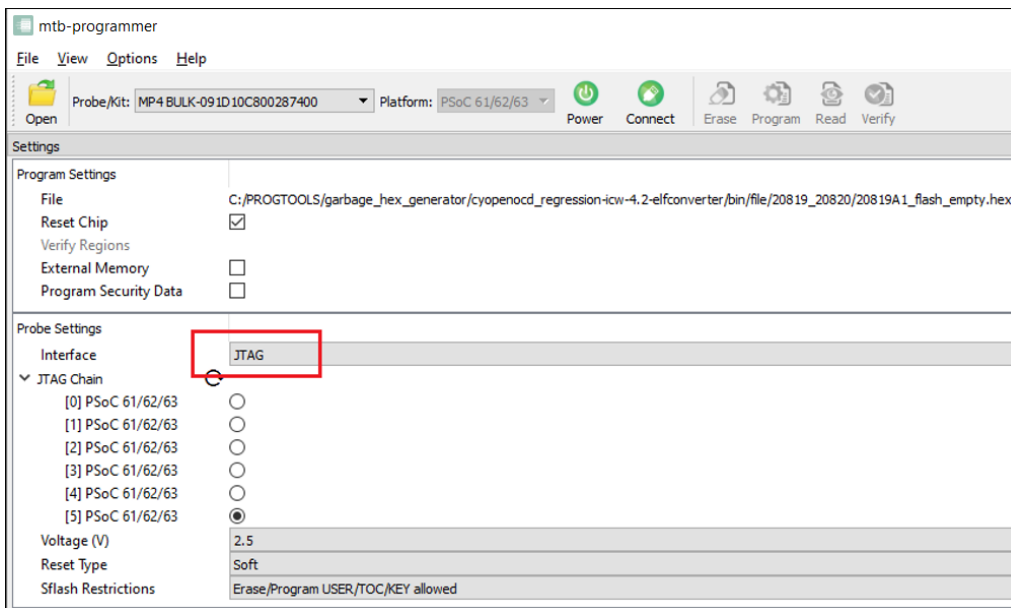 mtb-programmer
File View Options Help
Open Probe/Kit: MP4 BULK-091D10C800287400 Platform: PSoC 61/62/63 Power Connect Erase Program Read Verify
Settings
Program Settings
File C:/PROGTOOLS/garbage_hex_generator/cyopenocd_regression-icw-4.2-elfconverter/bin/file/20819_20820/20819A1_flash_empty.hex
Reset Chip
Verify Regions
External Memory
Program Security Data
Probe Settings
Interface JTAG
JTAG Chain
[0] PSoC 61/62/63
[1] PSoC 61/62/63
[2] PSoC 61/62/63
[3] PSoC 61/62/63
[4] PSoC 61/62/63
[5] PSoC 61/62/63
Voltage (V) 2.5
Reset Type Soft
Sflash Restrictions Erase/Program USER/TOC/KEY allowed